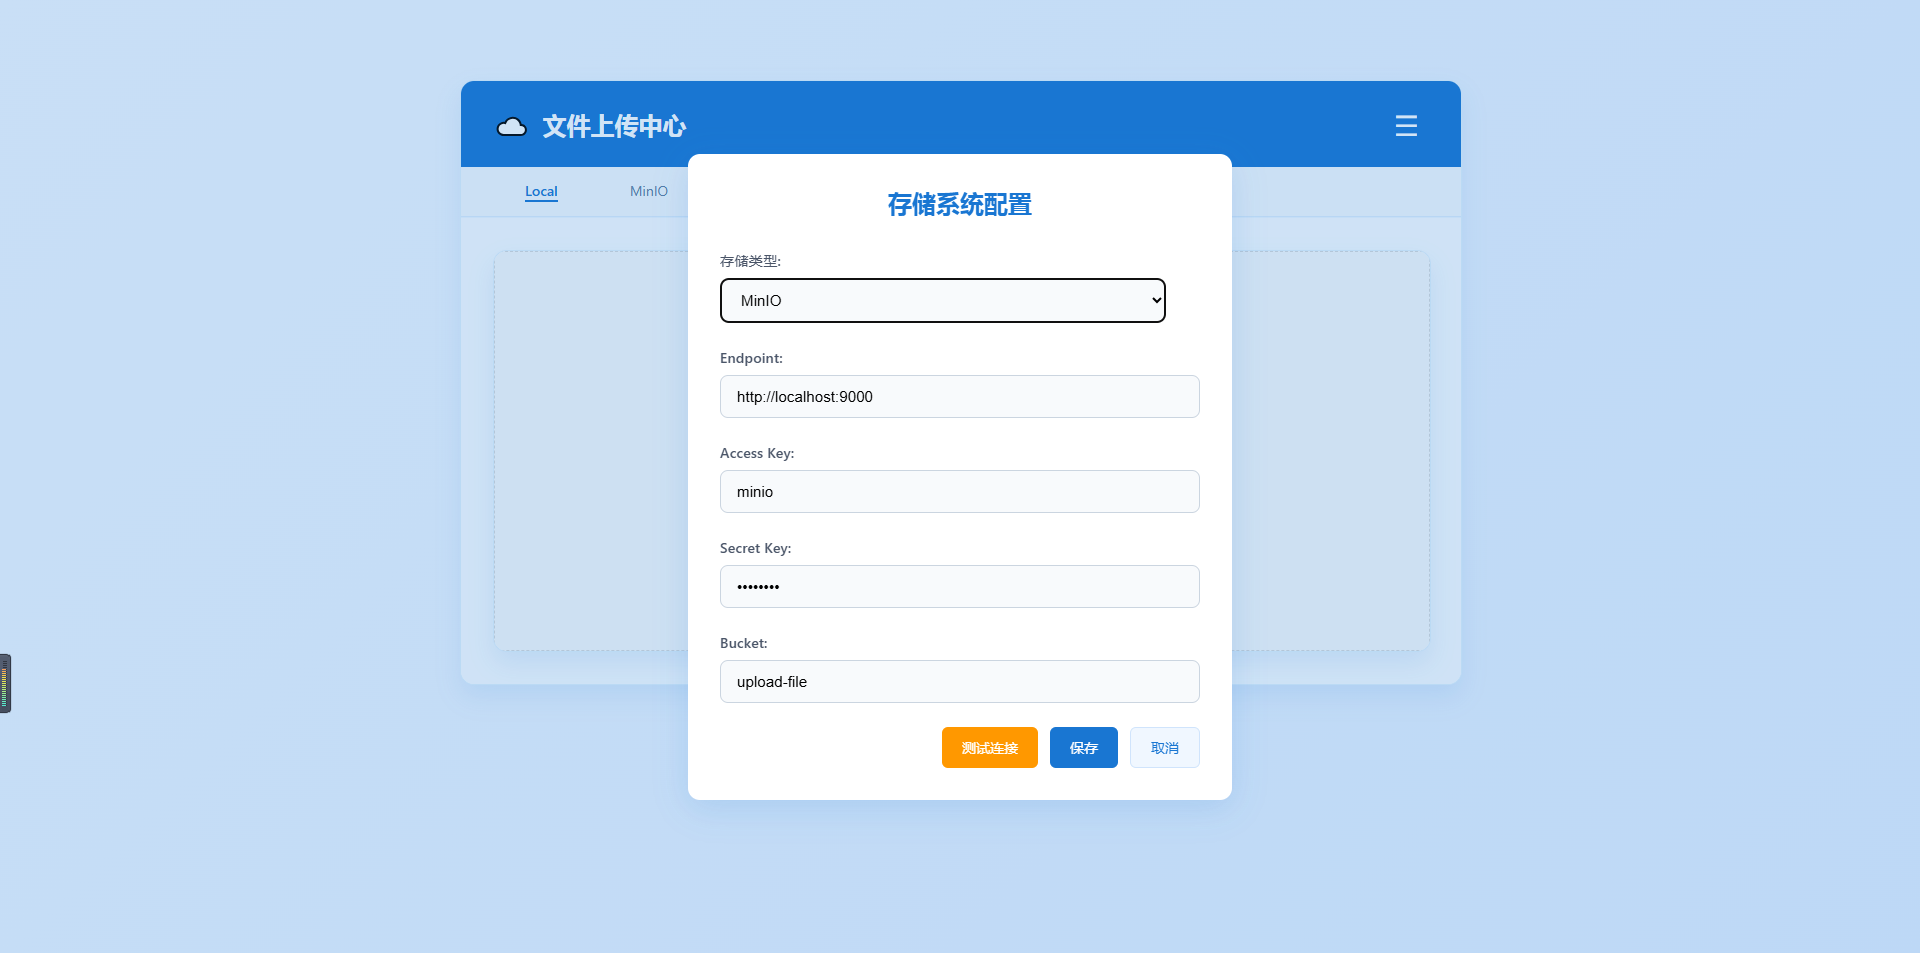 文件上传中心
☰
Local
MinIO
存储系统配置
存储类型:
MinIO
Endpoint:
http://localhost:9000
Access Key:
minio
Secret Key:
••••••••
Bucket:
upload-file
测试连接
保存
取消